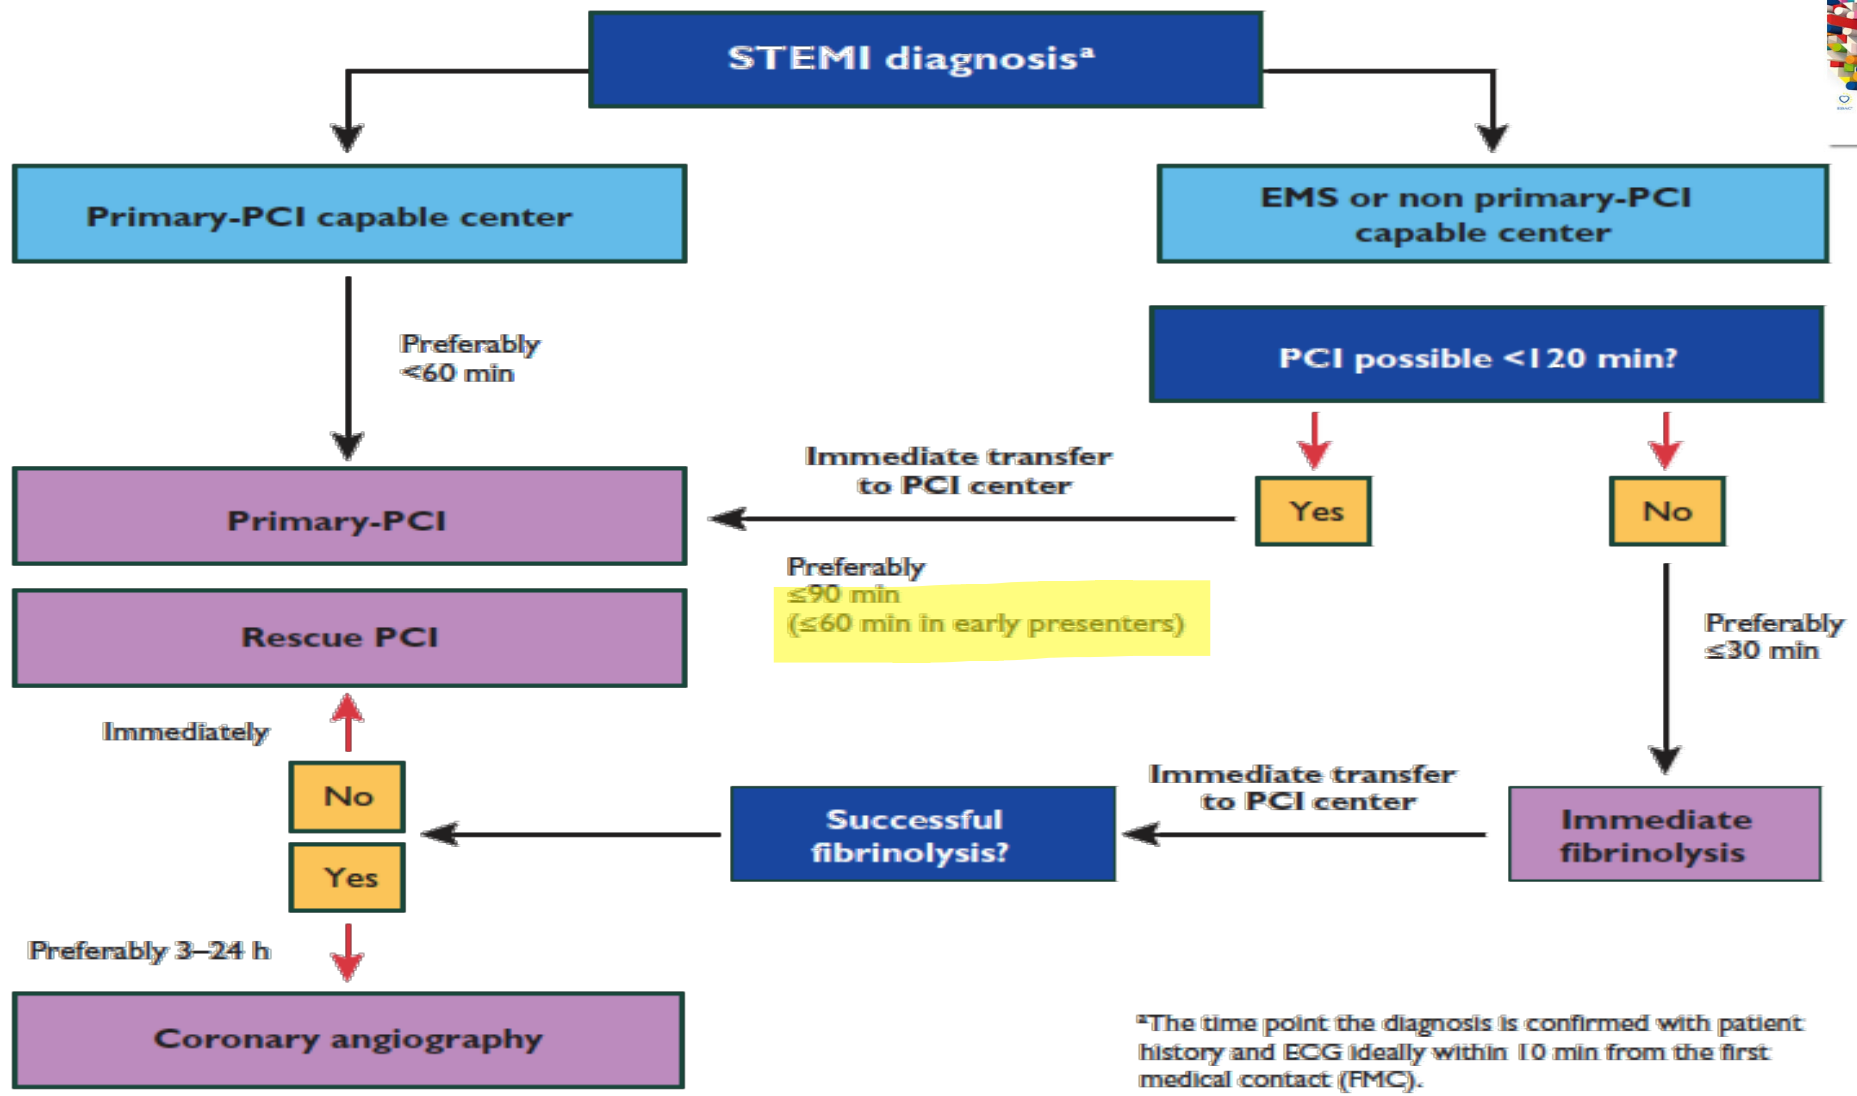 STEMI diagnosisª
Primary-PCI capable center
EMS or non primary-PCI
capable center
Preferably
<60 min
PCI possible <120 min?
Immediate transfer
to PCI center
Yes
No
Primary-PCI
Preferably
≤90 min
(≤60 min in early presenters)
Preferably
≤30 min
Rescue PCI
Immediately
No
Yes
Successful
fibrinolysis?
Immediate transfer
to PCI center
Immediate
fibrinolysis
Preferably 3–24 h
Coronary angiography
ªThe time point the diagnosis is confirmed with patient
history and ECG ideally within 10 min from the first
medical contact (FMC).